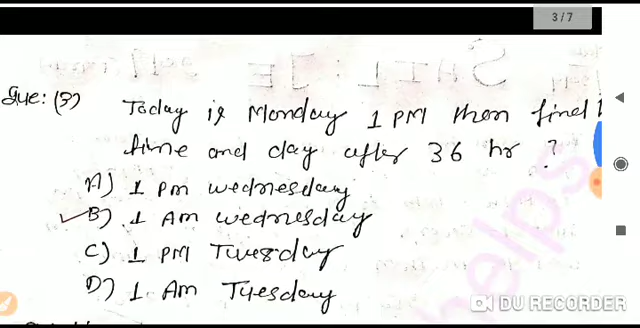 3/7
Que: (3) Today is Monday 1 PM then find
time and day after 36 hr ?
A) 1 PM wednesday
B) 1 AM wednesday
C) 1 PM Tuesday
D) 1 AM Tuesday
helps
DU RECORDER